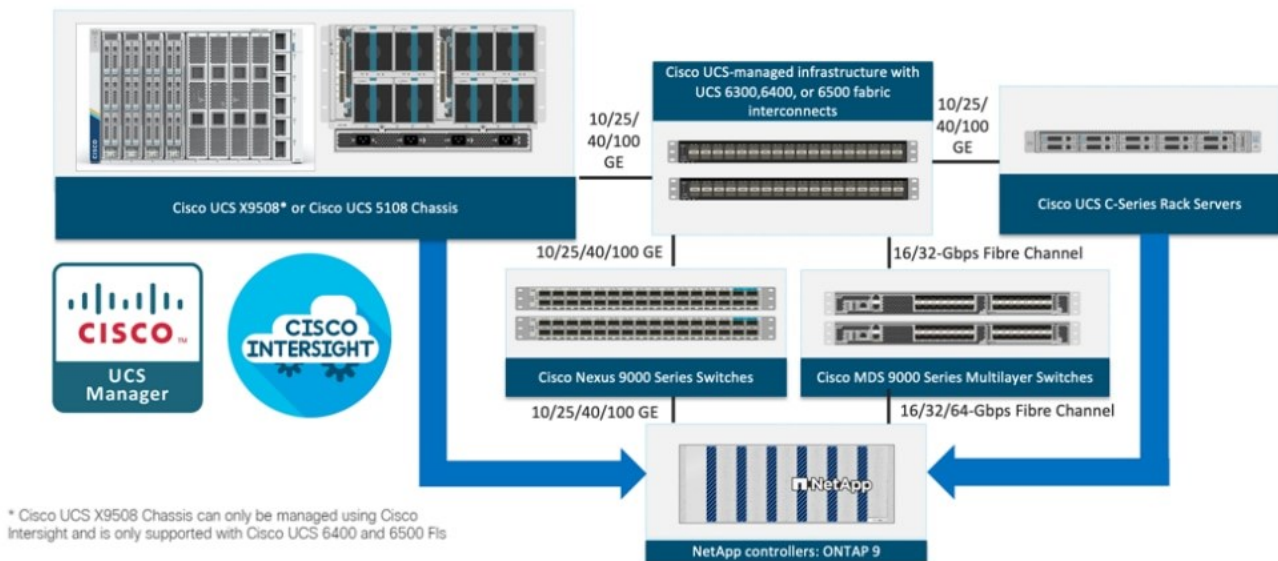 Cisco UCS-managed infrastructure with
UCS 6300,6400, or 6500 fabric
interconnects
10/25/
40/100
GE
10/25/
40/100
GE
CISCO
Cisco UCS X9508* or Cisco UCS 5108 Chassis
Cisco UCS C-Series Rack Servers
10/25/40/100 GE
16/32-Gbps Fibre Channel
CISCO™
UCS
Manager
CISCO
INTERSIGHT
Cisco Nexus 9000 Series Switches
Cisco MDS 9000 Series Multilayer Switches
10/25/40/100 GE
16/32/64-Gbps Fibre Channel
NetApp
NetApp controllers: ONTAP 9
* Cisco UCS X9508 Chassis can only be managed using Cisco
Intersight and is only supported with Cisco UCS 6400 and 6500 FIs